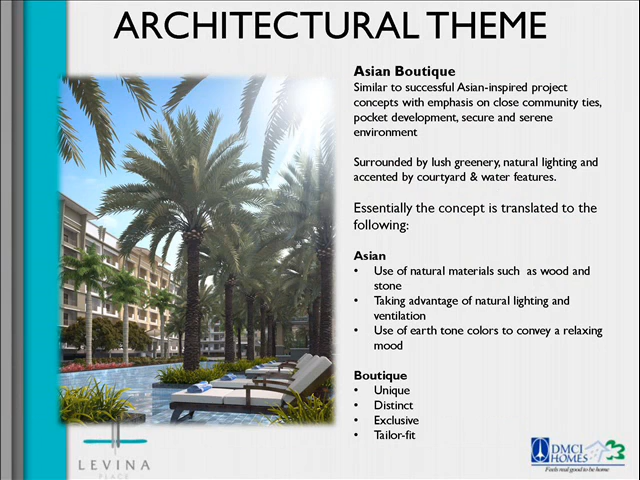 ARCHITECTURAL THEME
Asian Boutique
Similar to successful Asian-inspired project
concepts with emphasis on close community ties,
pocket development, secure and serene
environment
Surrounded by lush greenery, natural lighting and
accented by courtyard & water features.
Essentially the concept is translated to the
following:
Asian
• Use of natural materials such as wood and
stone
• Taking advantage of natural lighting and
ventilation
• Use of earth tone colors to convey a relaxing
mood
Boutique
• Unique
• Distinct
• Exclusive
• Tailor-fit
LEVINA
PLACE
DMCI
HOMES
Feels real good to be home